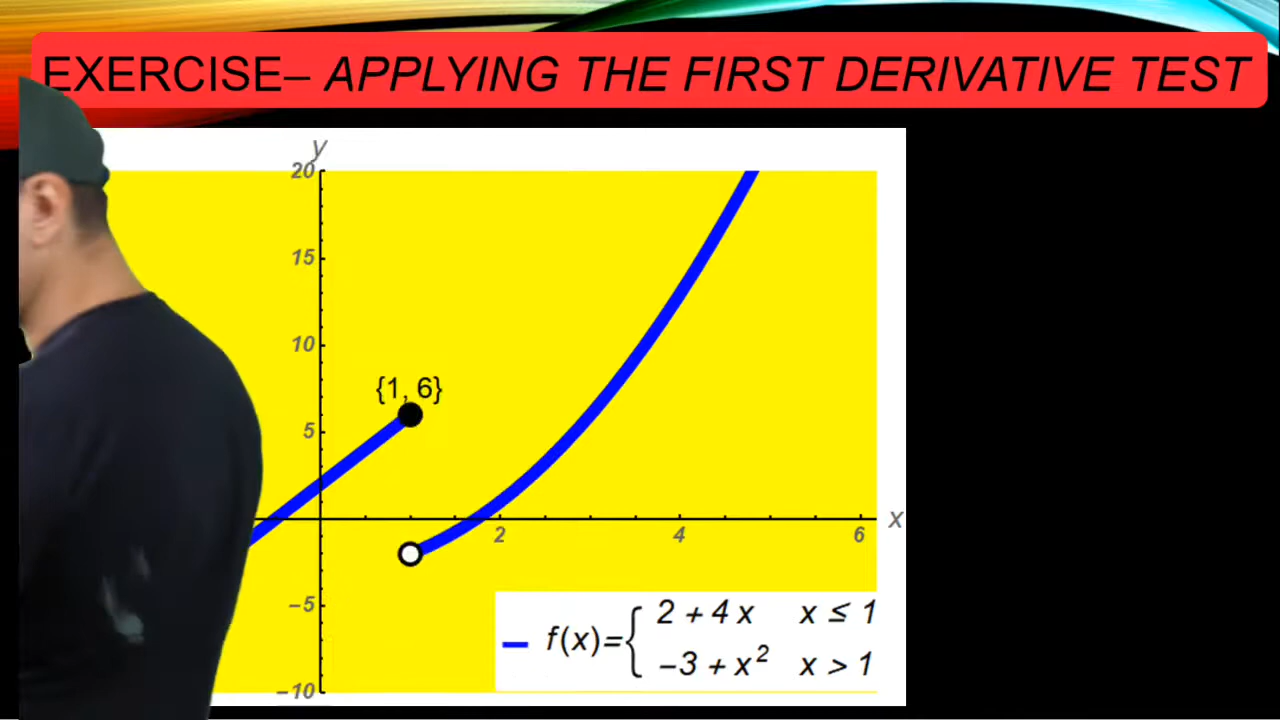 EXERCISE– APPLYING THE FIRST DERIVATIVE TEST
y
20
15
10
{1, 6}
5
x
2 4 6
−5
f(x)={ 2 + 4 x x ≤ 1
−3 + x² x > 1
−10